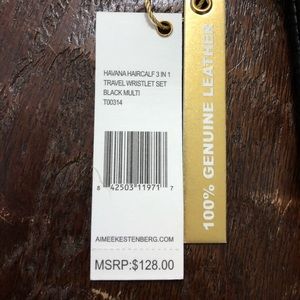 HAVANA HAIRCALF 3 IN 1
TRAVEL WRISTLET SET
BLACK MULTI
T00314
8 42503 11971 7
AIMEEKESTENBERG.COM
MSRP:$128.00
100% GENUINE LEATHER